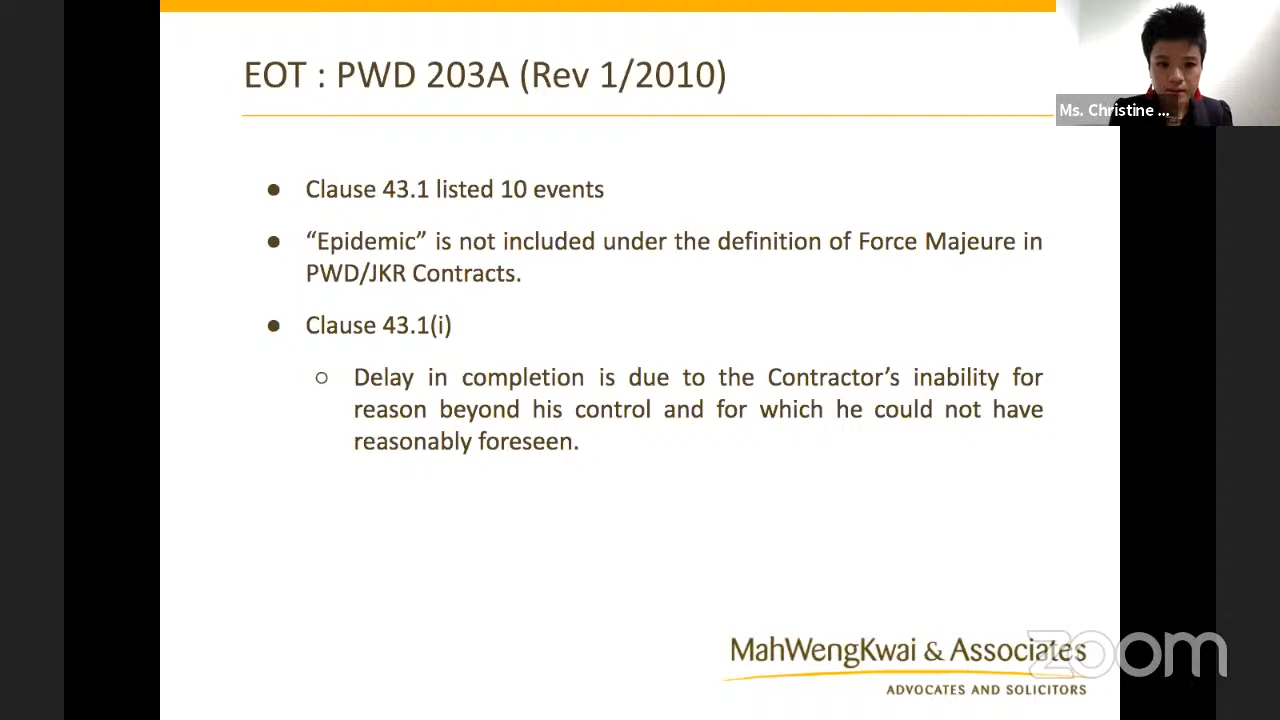 EOT : PWD 203A (Rev 1/2010)
Ms. Christine ...
● Clause 43.1 listed 10 events
● “Epidemic” is not included under the definition of Force Majeure in
PWD/JKR Contracts.
● Clause 43.1(i)
○ Delay in completion is due to the Contractor’s inability for
reason beyond his control and for which he could not have
reasonably foreseen.
MahWengKwai & Associates
zoom
ADVOCATES AND SOLICITORS